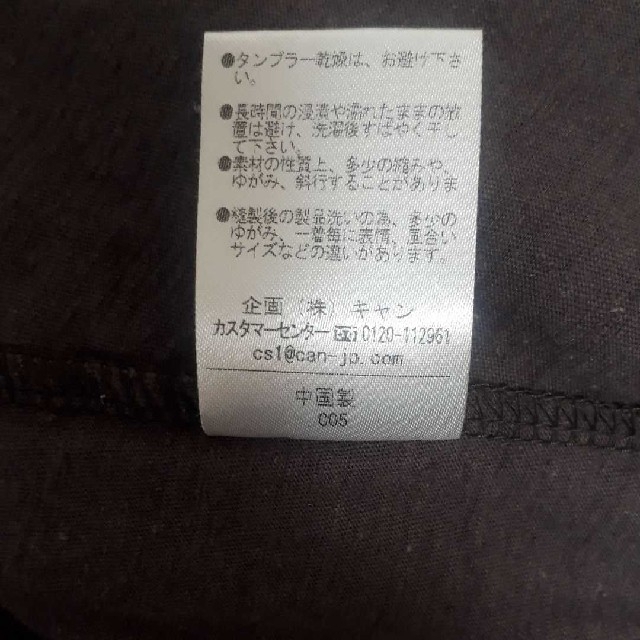 ●タンブラー乾燥は、お避け下さ
い。
●長時間の浸漬や濡れたままの放
置は避け、洗濯後すばやく干し
て下さい。
●素材の性質上、多少の縮みや、
ゆがみ、斜行することがありま
●縫製後の製品洗いの為、多少の
ゆがみ、一着毎に表情、風合い
サイズなどの違いがあります。
企画 (株) キャン
カスタマーセンター 0120-112961
cs1@can-jp.com
中国製
C05